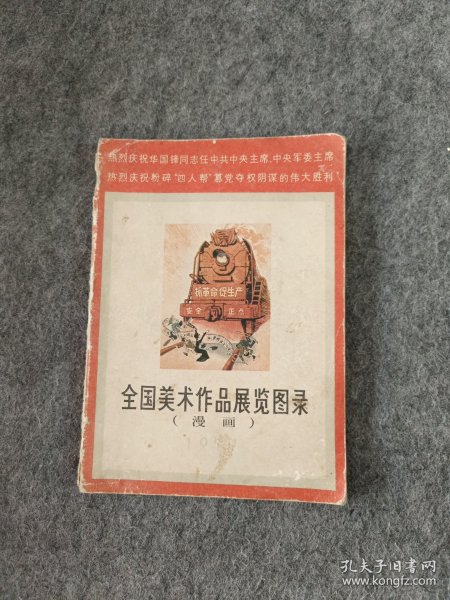 热烈庆祝华国锋同志任中共中央主席、中央军委主席
热烈庆祝粉碎“四人帮”篡党夺权阴谋的伟大胜利
抓革命促生产
安全 正点
全国美术作品展览图录
(漫画)
孔夫子旧书网
www.kongfz.com